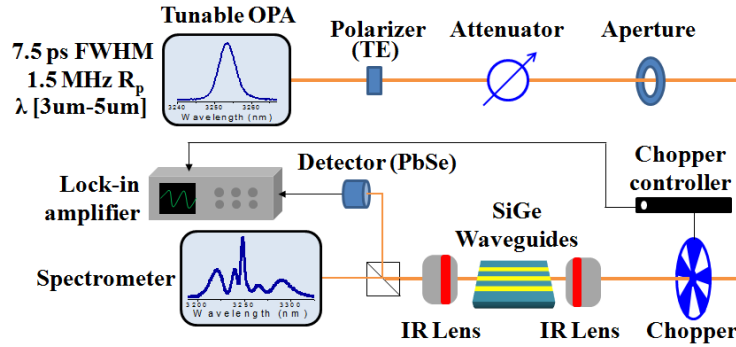 Tunable OPA
7.5 ps FWHM
1.5 MHz Rp
λ [3um-5um]
3240 3250 3260
Wavelength (nm)
Polarizer
(TE)
Attenuator
Aperture
Lock-in
amplifier
Detector (PbSe)
Chopper
controller
SiGe
Waveguides
Spectrometer
3200 3250 3300
Wavelength (nm)
IR Lens
IR Lens
Chopper